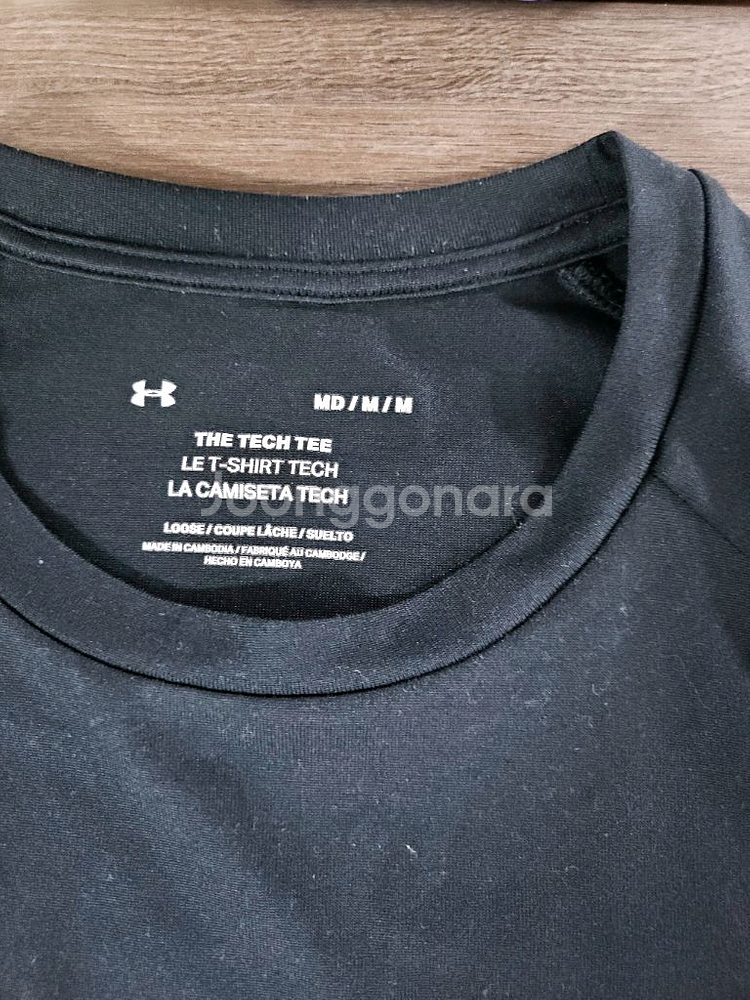 MD / M / M
THE TECH TEE
LE T-SHIRT TECH
LA CAMISETA TECH
Joonggonara
LOOSE / COUPE LÂCHE / SUELTO
MADE IN CAMBODIA / FABRIQUÉ AU CAMBODGE /
HECHO EN CAMBOYA